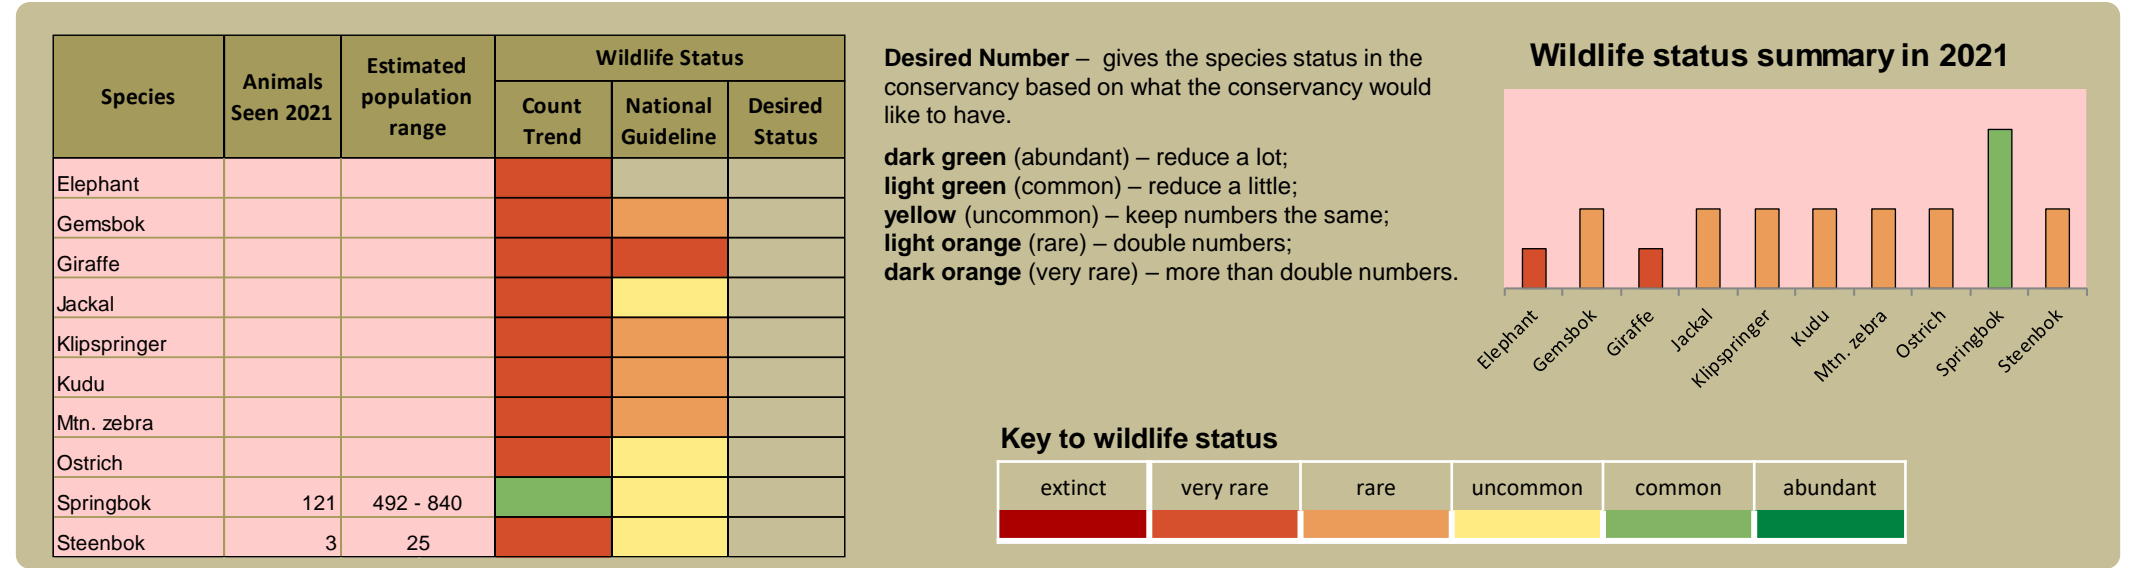 Species
Animals
Seen 2021
Estimated
population
range
Wildlife Status
Count
Trend
National
Guideline
Desired
Status
Elephant
Gemsbok
Giraffe
Jackal
Klipspringer
Kudu
Mtn. zebra
Ostrich
Springbok 121 492 - 840
Steenbok 3 25
Desired Number – gives the species status in the
conservancy based on what the conservancy would
like to have.
dark green (abundant) – reduce a lot;
light green (common) – reduce a little;
yellow (uncommon) – keep numbers the same;
light orange (rare) – double numbers;
dark orange (very rare) – more than double numbers.
Wildlife status summary in 2021
Elephant
Gemsbok
Giraffe
Jackal
Klipspringer
Kudu
Mtn. zebra
Ostrich
Springbok
Steenbok
Key to wildlife status
extinct very rare rare uncommon common abundant